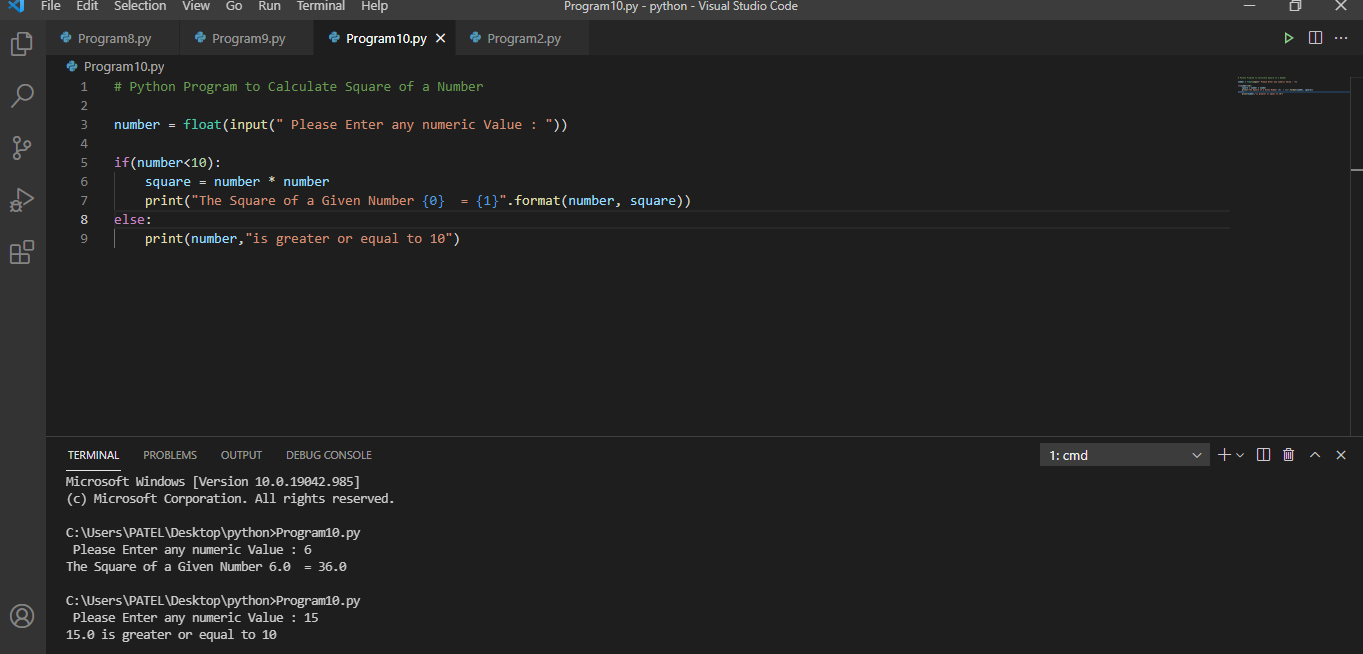 File Edit Selection View Go Run Terminal Help Program10.py - python - Visual Studio Code
Program8.py Program9.py Program10.py Program2.py
Program10.py
1 # Python Program to Calculate Square of a Number
2
3 number = float(input(" Please Enter any numeric Value : "))
4
5 if(number<10):
6 square = number * number
7 print("The Square of a Given Number {0}  = {1}".format(number, square))
8 else:
9 print(number,"is greater or equal to 10")
TERMINAL PROBLEMS OUTPUT DEBUG CONSOLE 1: cmd
Microsoft Windows [Version 10.0.19042.985]
(c) Microsoft Corporation. All rights reserved.
C:\Users\PATEL\Desktop\python>Program10.py
Please Enter any numeric Value : 6
The Square of a Given Number 6.0  = 36.0
C:\Users\PATEL\Desktop\python>Program10.py
Please Enter any numeric Value : 15
15.0 is greater or equal to 10